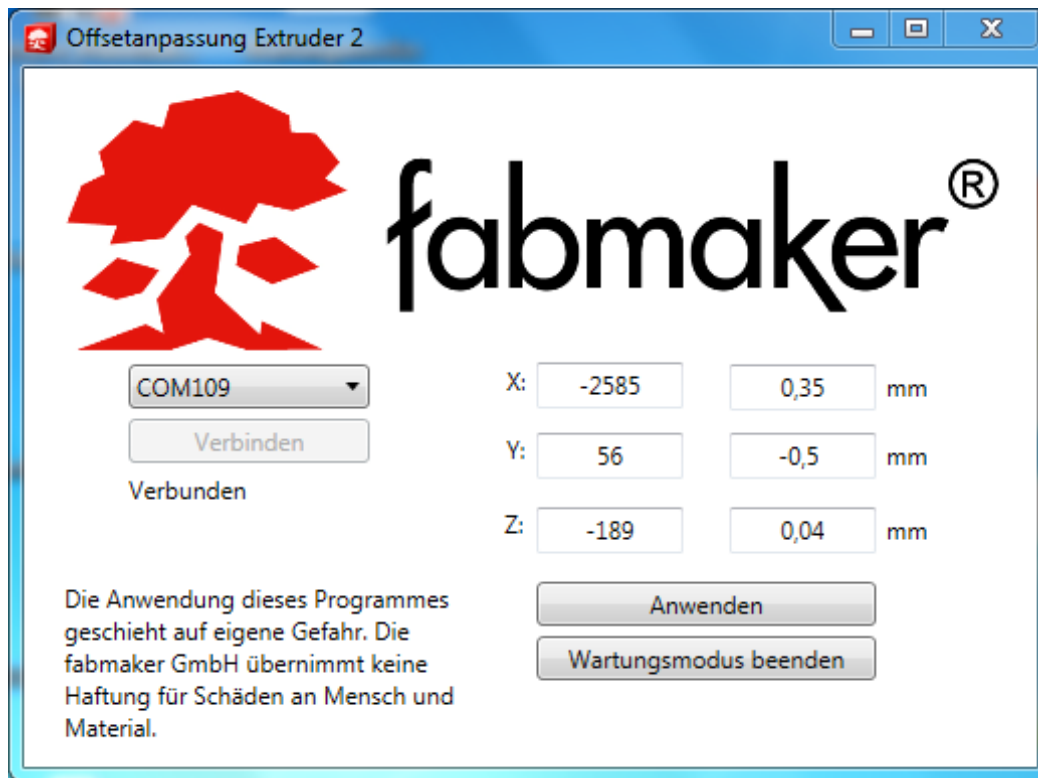 Offsetanpassung Extruder 2
fabmaker®
COM109
Verbinden
Verbunden
X: -2585 0,35 mm
Y: 56 -0,5 mm
Z: -189 0,04 mm
Anwenden
Wartungsmodus beenden
Die Anwendung dieses Programmes
geschieht auf eigene Gefahr. Die
fabmaker GmbH übernimmt keine
Haftung für Schäden an Mensch und
Material.